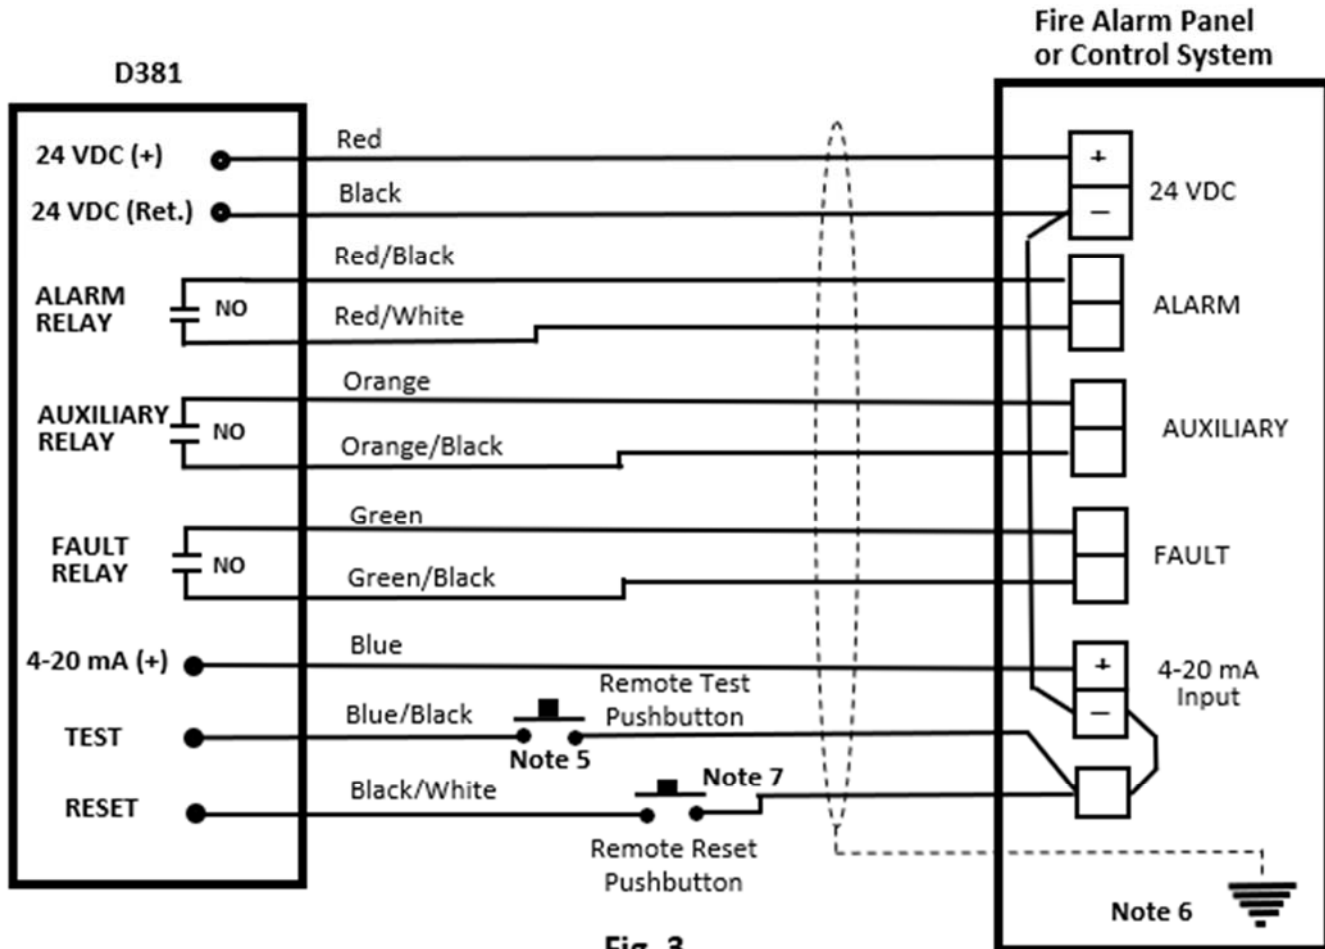 Fire Alarm Panel
or Control System
D381
24 VDC (+)
Red
+
24 VDC (Ret.)
Black
−
24 VDC
ALARM
RELAY
NO
Red/Black
Red/White
ALARM
AUXILIARY
RELAY
NO
Orange
Orange/Black
AUXILIARY
FAULT
RELAY
NO
Green
Green/Black
FAULT
4-20 mA (+)
Blue
+
−
4-20 mA
Input
TEST
Blue/Black
Remote Test
Pushbutton
Note 5
RESET
Black/White
Note 7
Remote Reset
Pushbutton
Note 6
Fig. 3